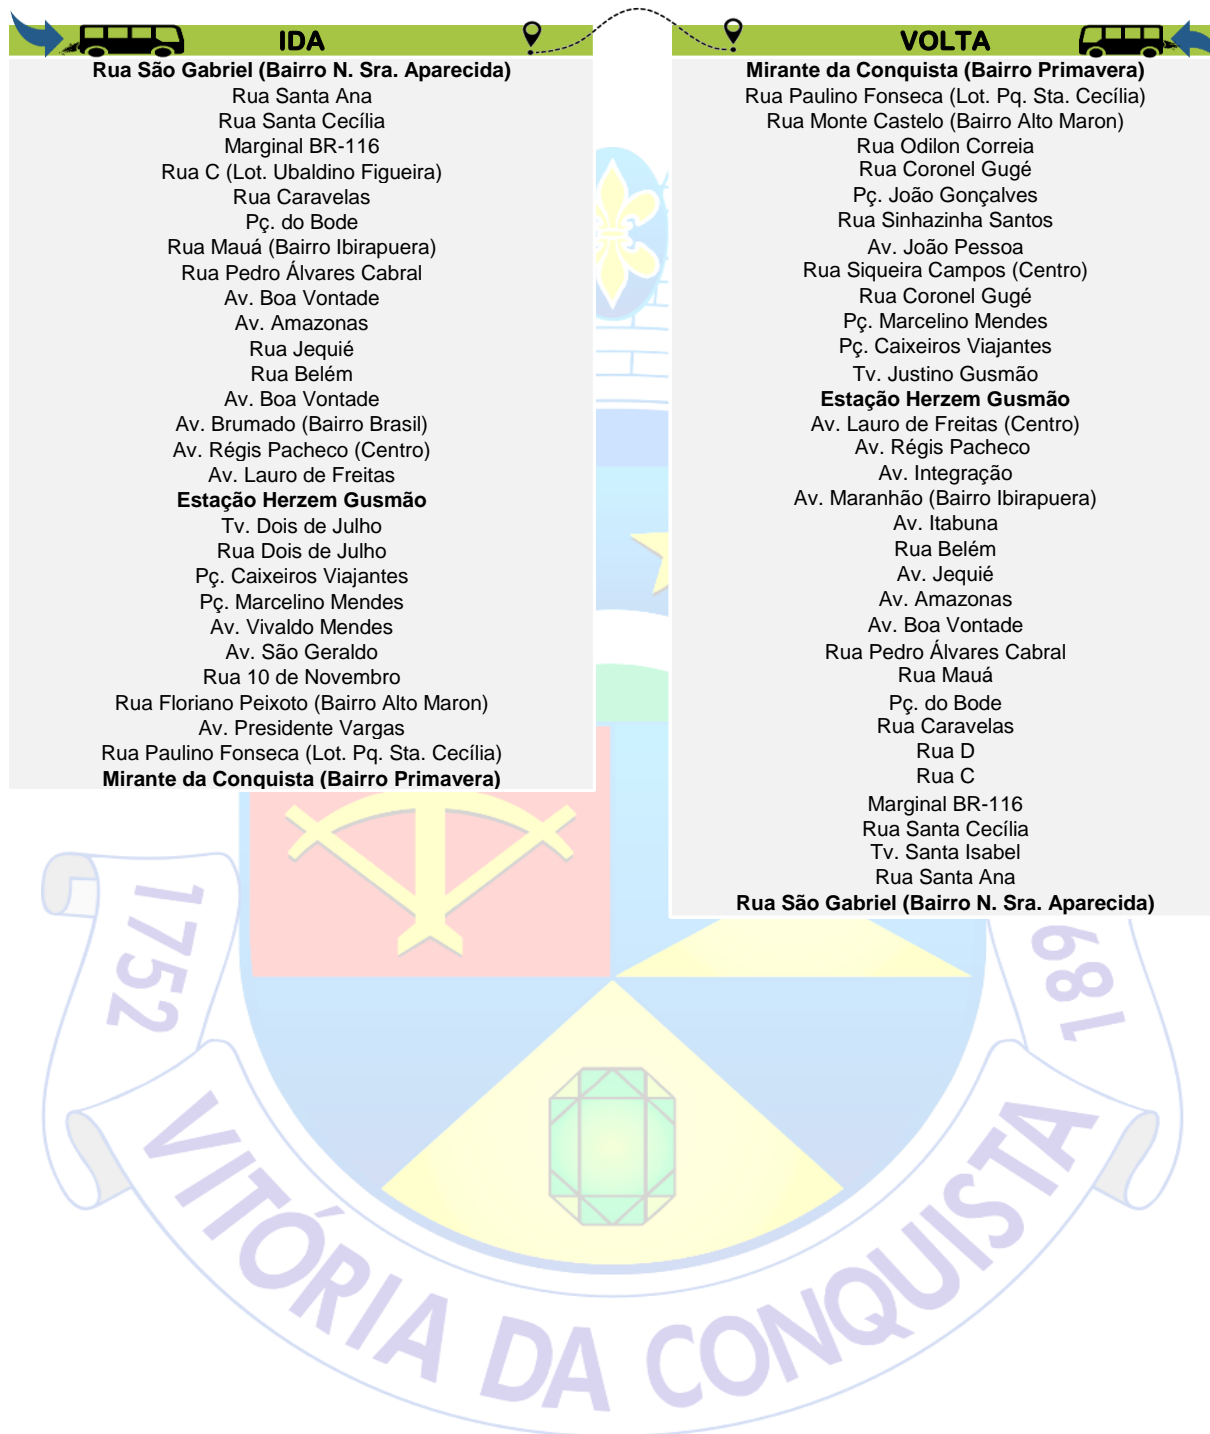 IDA
Rua São Gabriel (Bairro N. Sra. Aparecida)
Rua Santa Ana
Rua Santa Cecília
Marginal BR-116
Rua C (Lot. Ubaldino Figueira)
Rua Caravelas
Pç. do Bode
Rua Mauá (Bairro Ibirapuera)
Rua Pedro Álvares Cabral
Av. Boa Vontade
Av. Amazonas
Rua Jequié
Rua Belém
Av. Boa Vontade
Av. Brumado (Bairro Brasil)
Av. Régis Pacheco (Centro)
Av. Lauro de Freitas
Estação Herzem Gusmão
Tv. Dois de Julho
Rua Dois de Julho
Pç. Caixeiros Viajantes
Pç. Marcelino Mendes
Av. Vivaldo Mendes
Av. São Geraldo
Rua 10 de Novembro
Rua Floriano Peixoto (Bairro Alto Maron)
Av. Presidente Vargas
Rua Paulino Fonseca (Lot. Pq. Sta. Cecília)
Mirante da Conquista (Bairro Primavera)
VOLTA
Mirante da Conquista (Bairro Primavera)
Rua Paulino Fonseca (Lot. Pq. Sta. Cecília)
Rua Monte Castelo (Bairro Alto Maron)
Rua Odilon Correia
Rua Coronel Gugé
Pç. João Gonçalves
Rua Sinhazinha Santos
Av. João Pessoa
Rua Siqueira Campos (Centro)
Rua Coronel Gugé
Pç. Marcelino Mendes
Pç. Caixeiros Viajantes
Tv. Justino Gusmão
Estação Herzem Gusmão
Av. Lauro de Freitas (Centro)
Av. Régis Pacheco
Av. Integração
Av. Maranhão (Bairro Ibirapuera)
Av. Itabuna
Rua Belém
Av. Jequié
Av. Amazonas
Av. Boa Vontade
Rua Pedro Álvares Cabral
Rua Mauá
Pç. do Bode
Rua Caravelas
Rua D
Rua C
Marginal BR-116
Rua Santa Cecília
Tv. Santa Isabel
Rua Santa Ana
Rua São Gabriel (Bairro N. Sra. Aparecida)
1752
VITÓRIA DA CONQUISTA
189